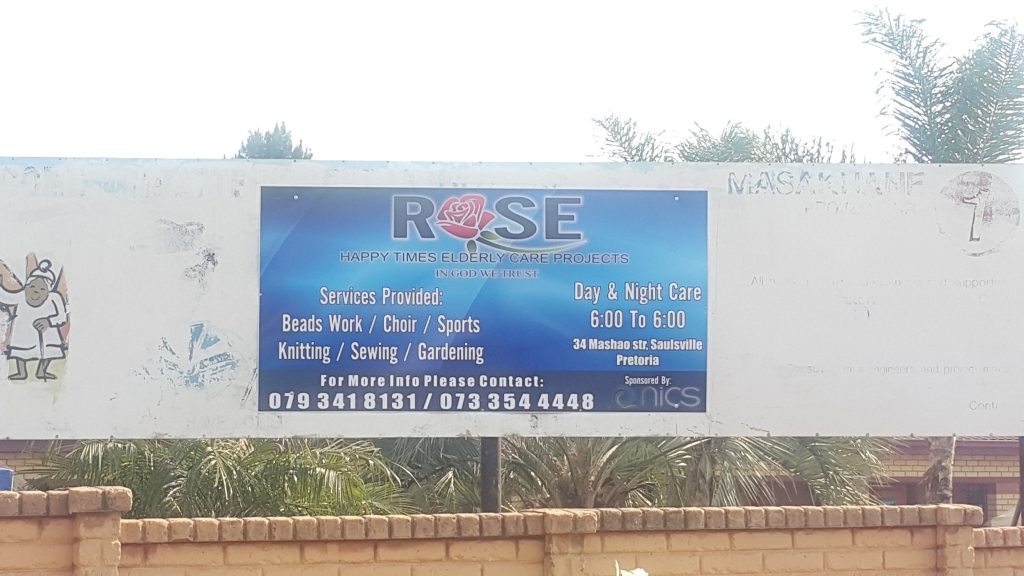 ROSE
HAPPY TIMES ELDERLY CARE PROJECTS
IN GOD WE TRUST
Services Provided:
Beads Work / Choir / Sports
Knitting / Sewing / Gardening
Day & Night Care
6:00 To 6:00
34 Mashao str, Saulsville
Pretoria
For More Info Please Contact:
079 341 8131 / 073 354 4448
Sponsored By:
MASAKHANE